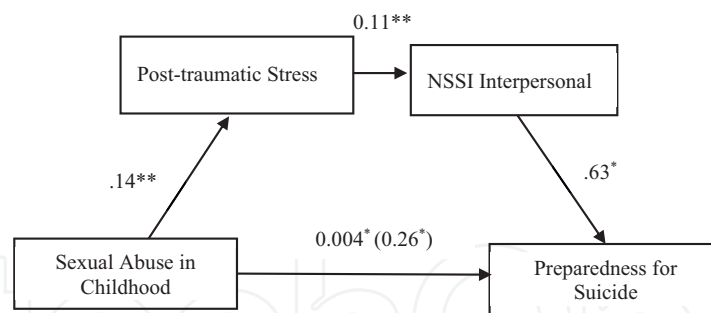 0.11**
Post-traumatic Stress
NSSI Interpersonal
.14**
.63*
0.004* (0.26*)
Sexual Abuse in
Childhood
Preparedness for
Suicide